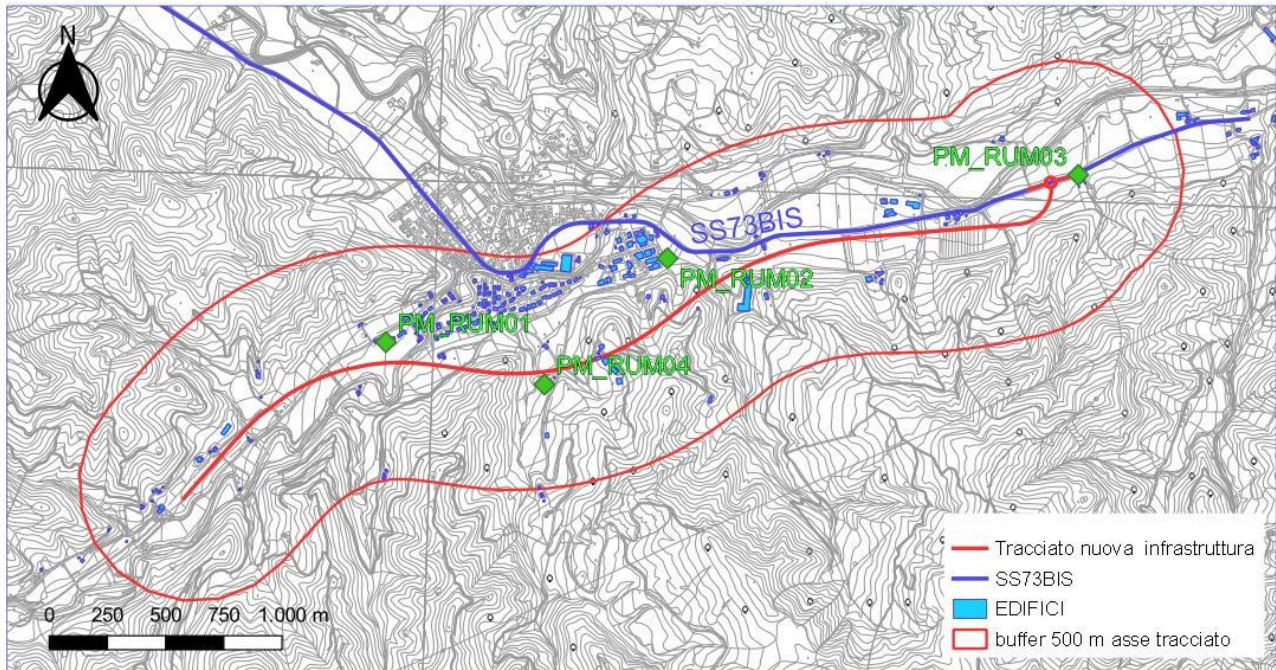 N
PM_RUM03
SS73BIS
PM_RUM02
PM_RUM01
PM_RUM04
Tracciato nuova infrastruttura
SS73BIS
EDIFICI
buffer 500 m asse tracciato
0 250 500 750 1.000 m